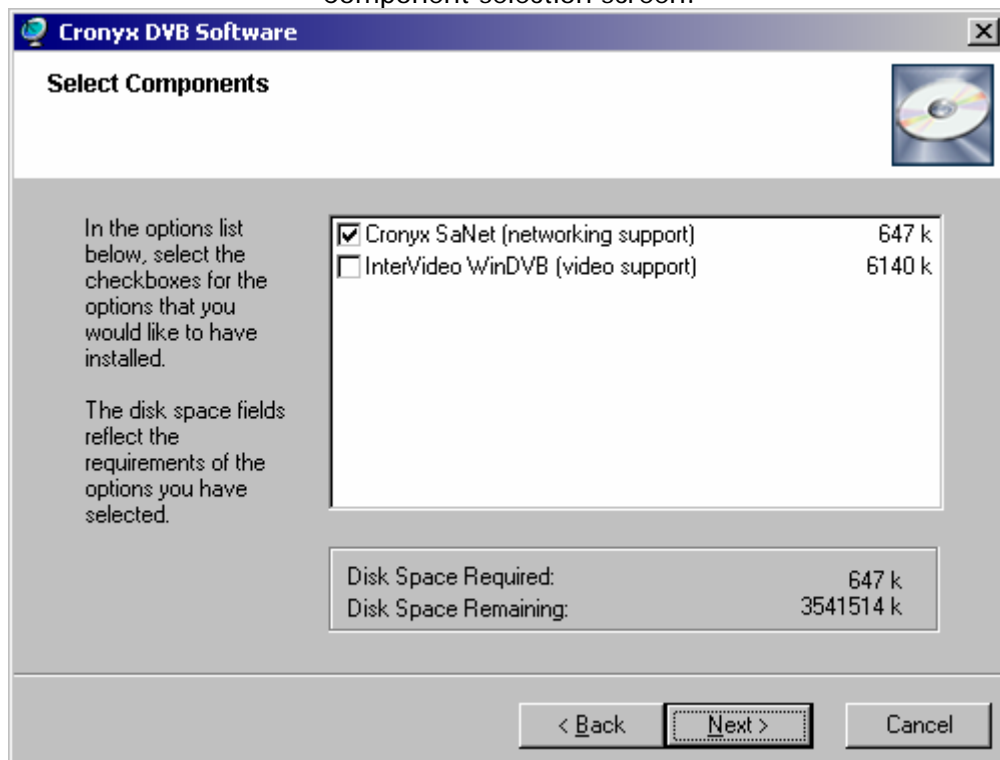 component selection screen.
Cronyx DVB Software
Select Components
In the options list
below, select the
checkboxes for the
options that you
would like to have
installed.
The disk space fields
reflect the
requirements of the
options you have
selected.
Cronyx SaNet (networking support) 647 k
InterVideo WinDVB (video support) 6140 k
Disk Space Required: 647 k
Disk Space Remaining: 3541514 k
< Back
Next >
Cancel